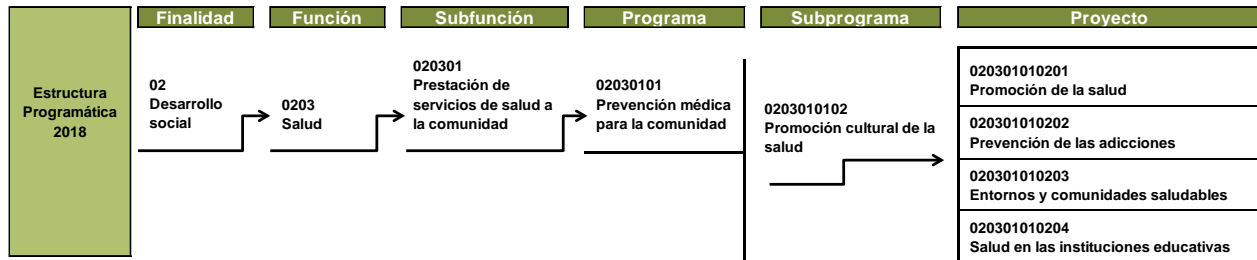 Finalidad
Función
Subfunción
Programa
Subprograma
Proyecto
Estructura
Programática
2018
02
Desarrollo
social
0203
Salud
020301
Prestación de
servicios de salud a
la comunidad
02030101
Prevención médica
para la comunidad
0203010102
Promoción cultural de la
salud
020301010201
Promoción de la salud
020301010202
Prevención de las adicciones
020301010203
Entornos y comunidades saludables
020301010204
Salud en las instituciones educativas